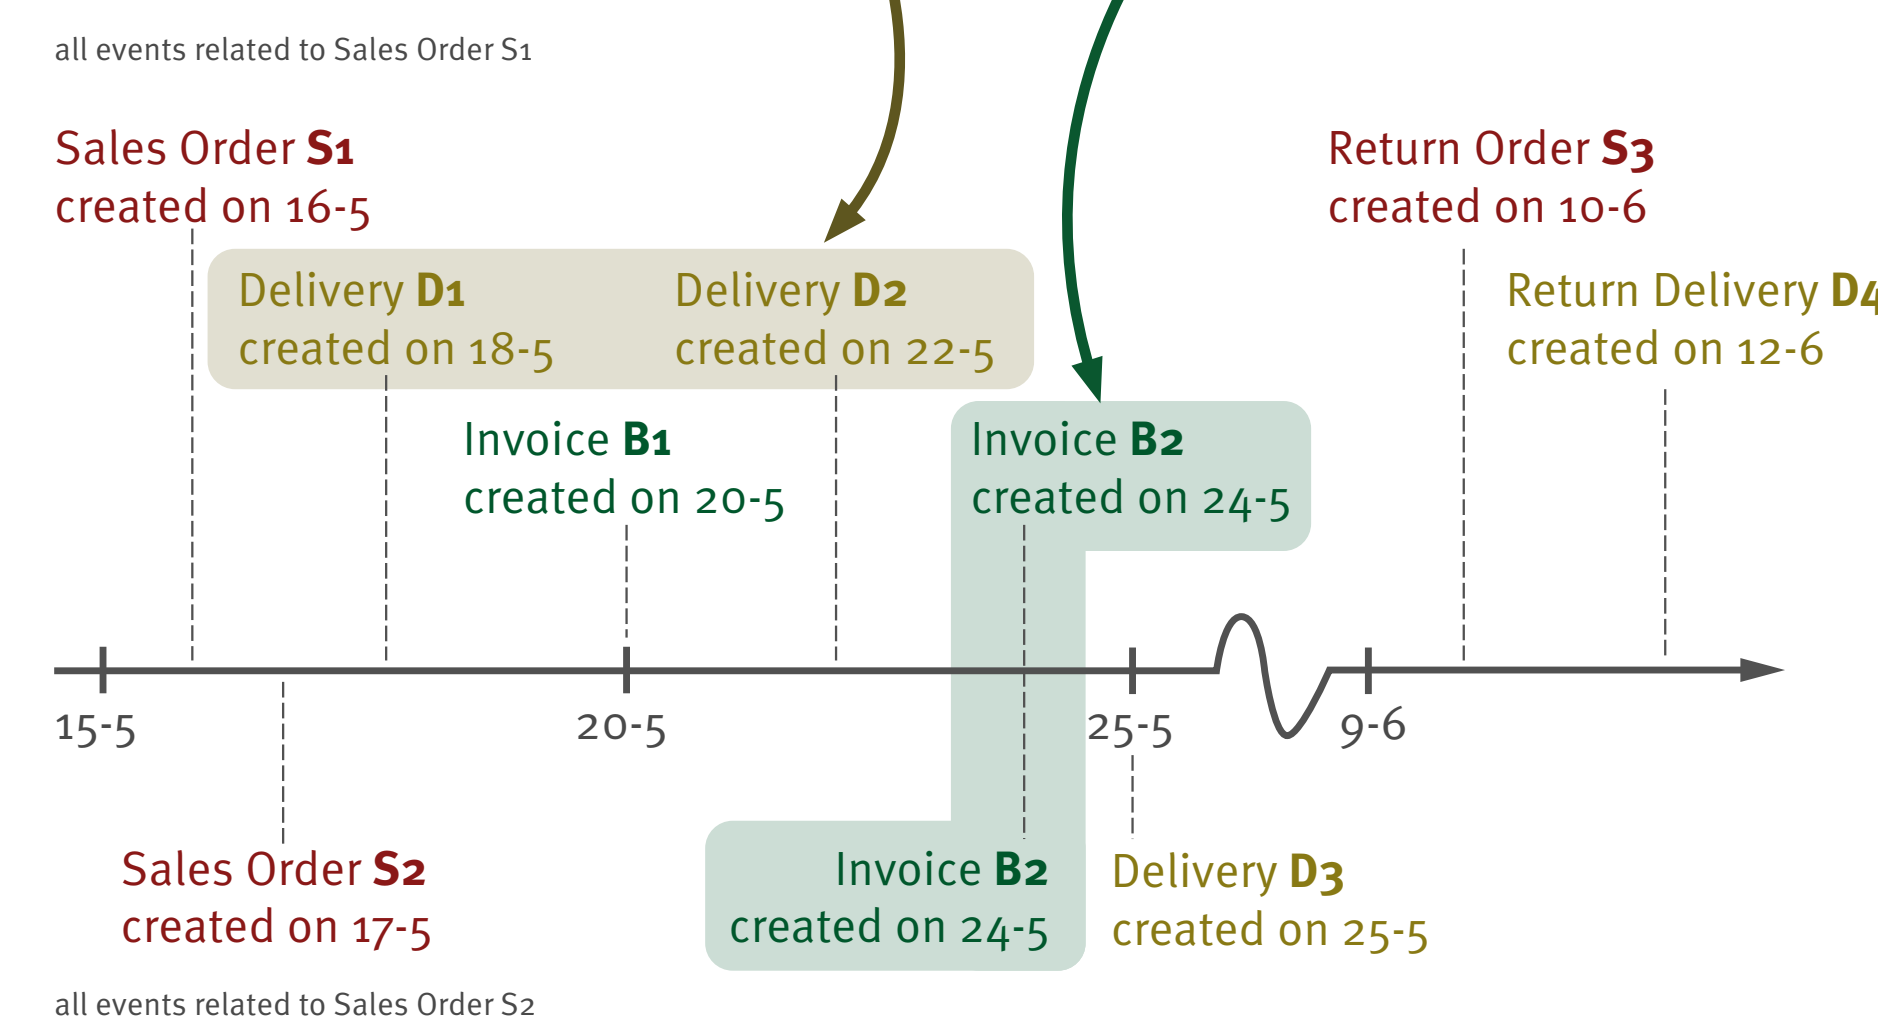 all events related to Sales Order S1
Sales Order S1
created on 16-5
Return Order S3
created on 10-6
Delivery D1
created on 18-5
Delivery D2
created on 22-5
Return Delivery D4
created on 12-6
Invoice B1
created on 20-5
Invoice B2
created on 24-5
15-5
20-5
25-5
9-6
Sales Order S2
created on 17-5
Invoice B2
created on 24-5
Delivery D3
created on 25-5
all events related to Sales Order S2